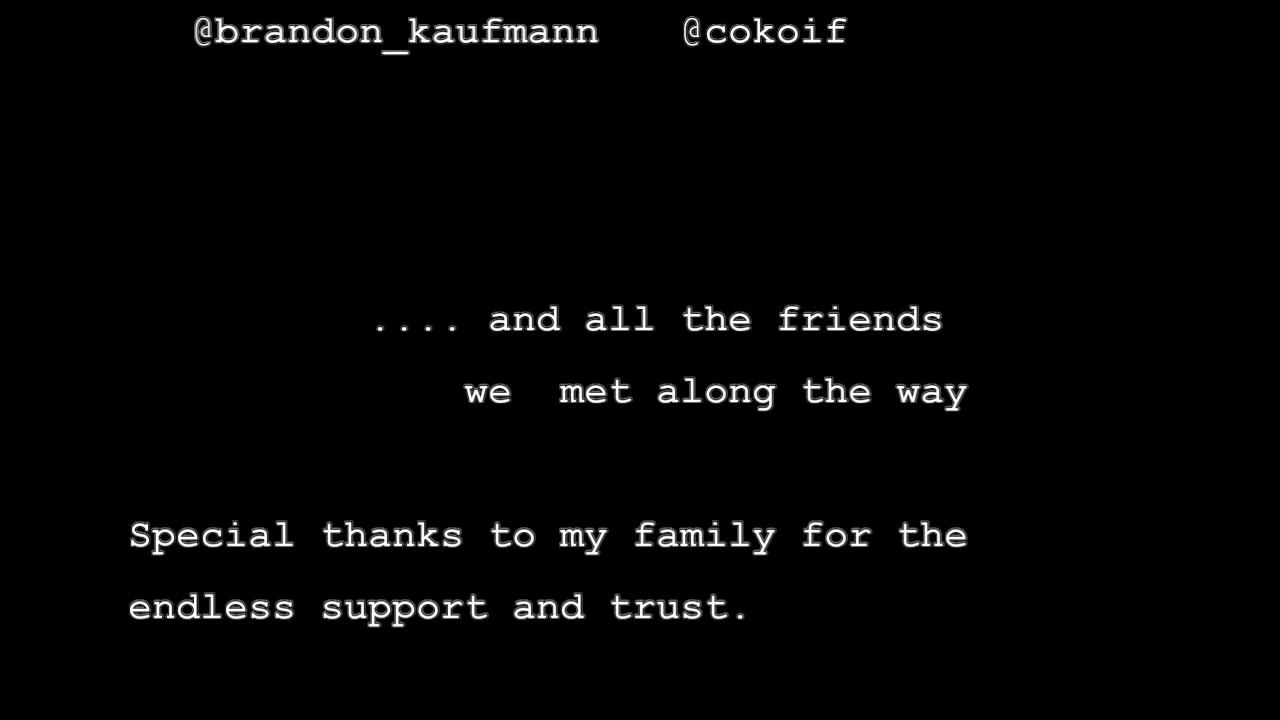 @brandon_kaufmann @cokoif
.... and all the friends
we met along the way
Special thanks to my family for the
endless support and trust.